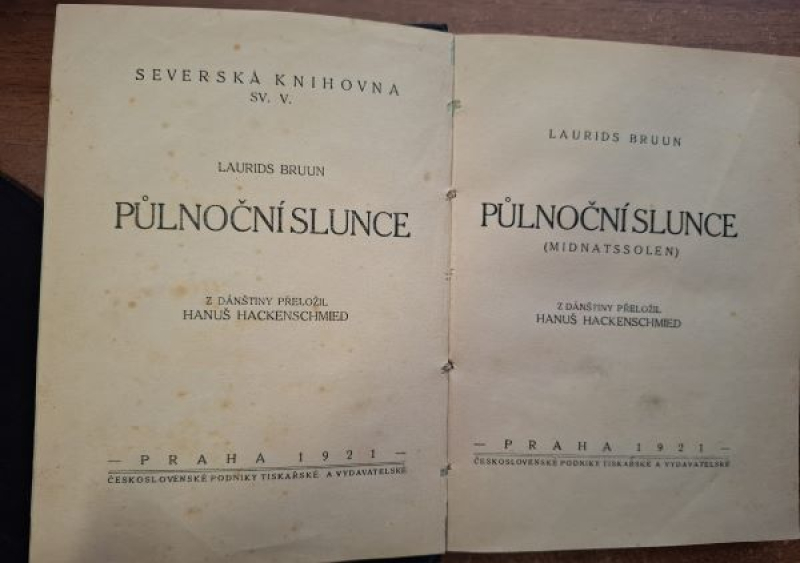 SEVERSKÁ KNIHOVNA
SV. V.
LAURIDS BRUUN
PŮLNOČNÍ SLUNCE
Z DÁNŠTINY PŘELOŽIL
HANUŠ HACKENSCHMIED
— PRAHA 1921 —
ČESKOSLOVENSKÉ PODNIKY TISKAŘSKÉ A VYDAVATELSKÉ
LAURIDS BRUUN
PŮLNOČNÍ SLUNCE
(MIDNATSSOLEN)
Z DÁNŠTINY PŘELOŽIL
HANUŠ HACKENSCHMIED
— PRAHA 1921 —
ČESKOSLOVENSKÉ PODNIKY TISKAŘSKÉ A VYDAVATELSKÉ